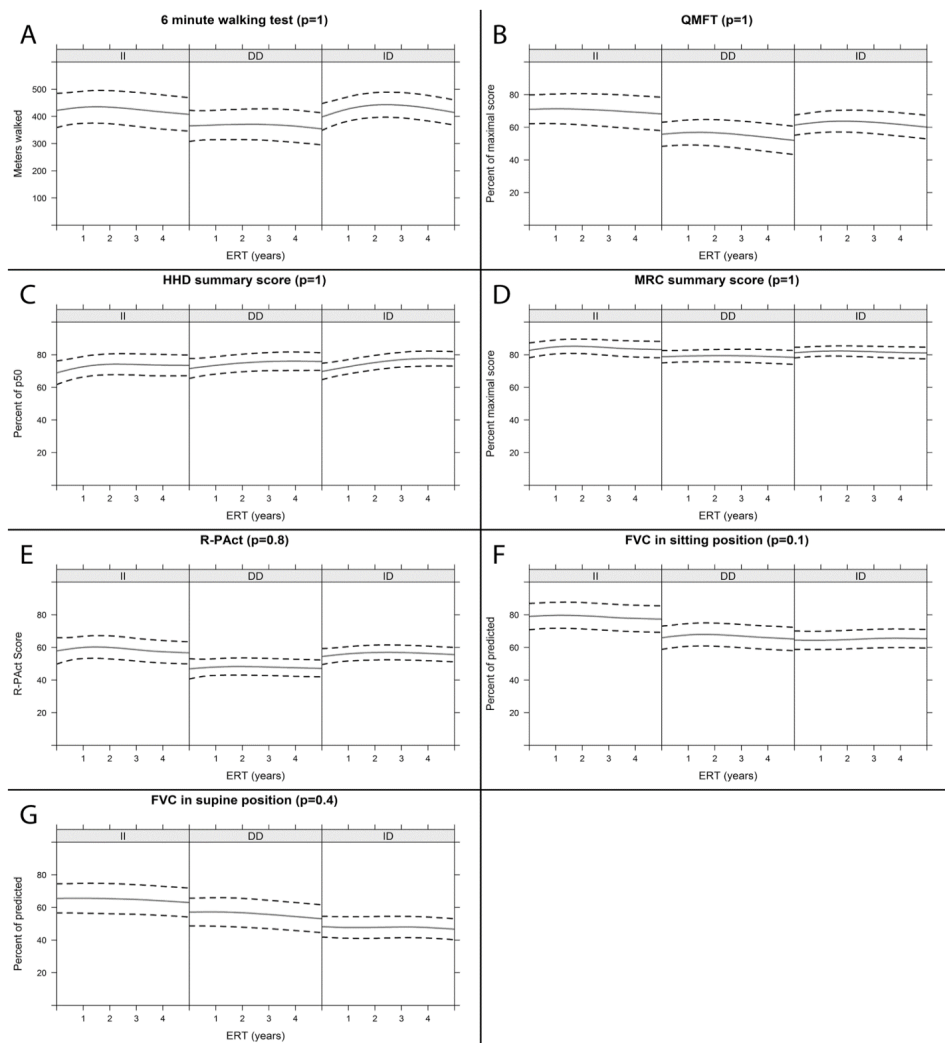 A
6 minute walking test (p=1)
II DD ID
500
400
300
200
100
Meters walked
1 2 3 4 1 2 3 4 1 2 3 4
ERT (years)
B
QMFT (p=1)
II DD ID
80
60
40
20
Percent of maximal score
1 2 3 4 1 2 3 4 1 2 3 4
ERT (years)
C
HHD summary score (p=1)
II DD ID
80
60
40
20
Percent of p50
1 2 3 4 1 2 3 4 1 2 3 4
ERT (years)
D
MRC summary score (p=1)
II DD ID
80
60
40
20
Percent maximal score
1 2 3 4 1 2 3 4 1 2 3 4
ERT (years)
E
R-PAct (p=0.8)
II DD ID
80
60
40
20
R-PAct Score
1 2 3 4 1 2 3 4 1 2 3 4
ERT (years)
F
FVC in sitting position (p=0.1)
II DD ID
80
60
40
20
Percent of predicted
1 2 3 4 1 2 3 4 1 2 3 4
ERT (years)
G
FVC in supine position (p=0.4)
II DD ID
80
60
40
20
Percent of predicted
1 2 3 4 1 2 3 4 1 2 3 4
ERT (years)